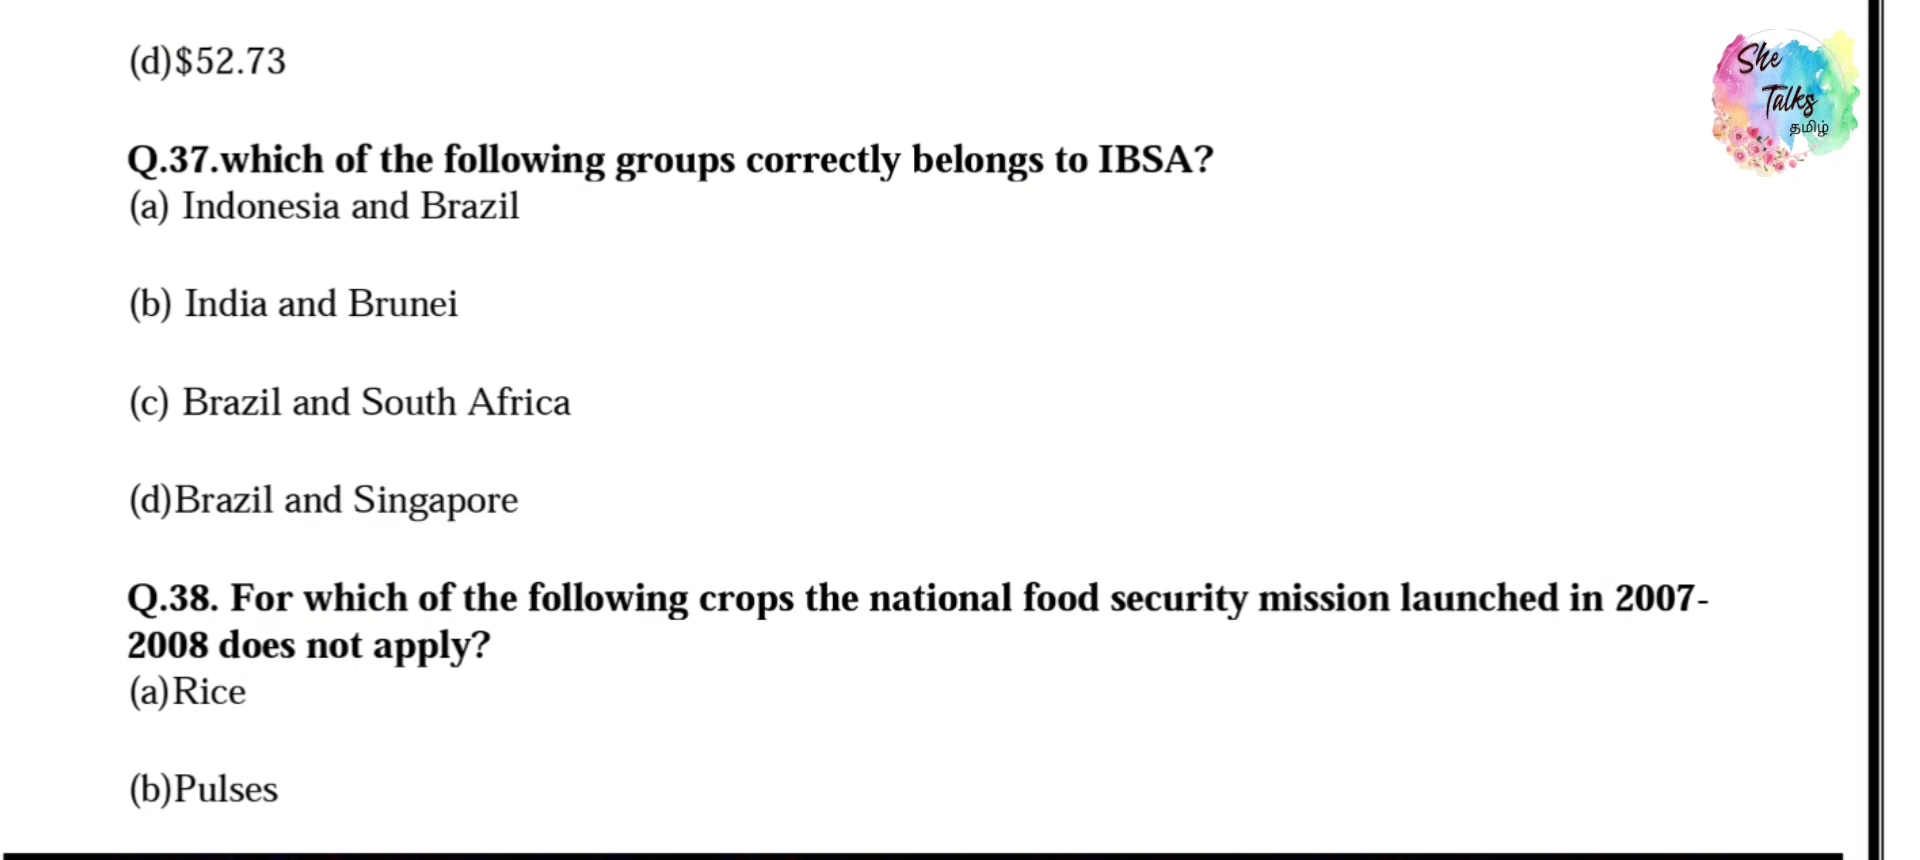 (d)$52.73
She
Talks
தமிழ்
Q.37.which of the following groups correctly belongs to IBSA?
(a) Indonesia and Brazil
(b) India and Brunei
(c) Brazil and South Africa
(d)Brazil and Singapore
Q.38. For which of the following crops the national food security mission launched in 2007-
2008 does not apply?
(a)Rice
(b)Pulses